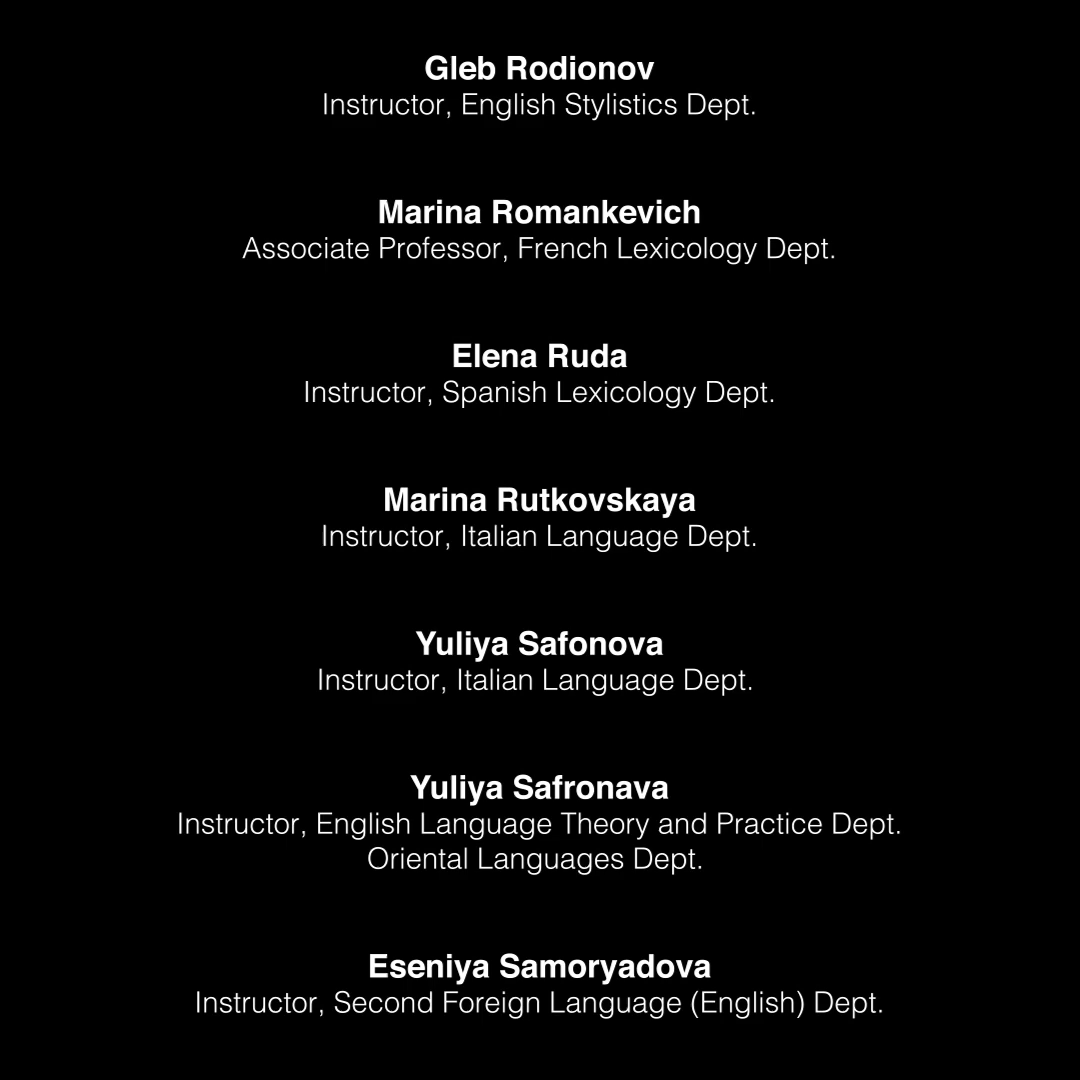 Gleb Rodionov
Instructor, English Stylistics Dept.
Marina Romankevich
Associate Professor, French Lexicology Dept.
Elena Ruda
Instructor, Spanish Lexicology Dept.
Marina Rutkovskaya
Instructor, Italian Language Dept.
Yuliya Safonova
Instructor, Italian Language Dept.
Yuliya Safronava
Instructor, English Language Theory and Practice Dept.
Oriental Languages Dept.
Eseniya Samoryadova
Instructor, Second Foreign Language (English) Dept.